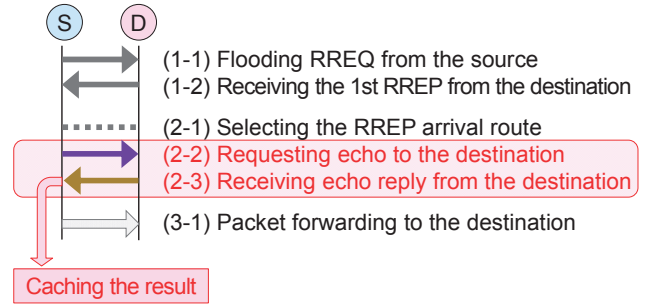 S D
(1-1) Flooding RREQ from the source
(1-2) Receiving the 1st RREP from the destination
(2-1) Selecting the RREP arrival route
(2-2) Requesting echo to the destination
(2-3) Receiving echo reply from the destination
(3-1) Packet forwarding to the destination
Caching the result